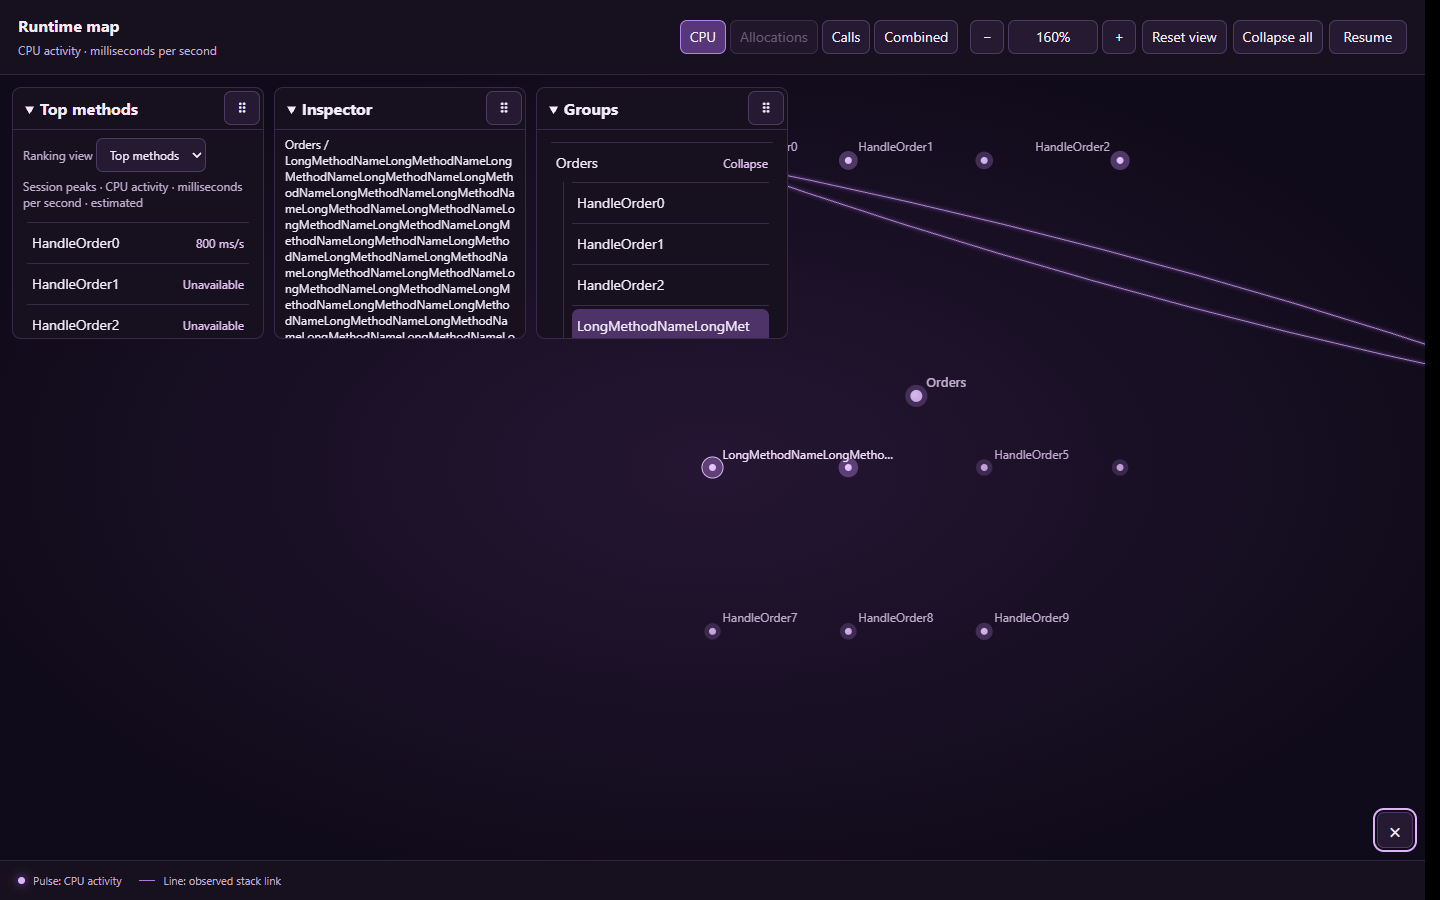 Runtime map
CPU activity · milliseconds per second
CPU
Allocations
Calls
Combined
−
160%
+
Reset view
Collapse all
Resume
▼ Top methods
Ranking view
Top methods
Session peaks · CPU activity · milliseconds
per second · estimated
HandleOrder0
800 ms/s
HandleOrder1
Unavailable
HandleOrder2
Unavailable
▼ Inspector
Orders /
LongMethodNameLongMethodNameLong
MethodNameLongMethodNameLongMeth
odNameLongMethodNameLongMethodNa
meLongMethodNameLongMethodNameLo
ngMethodNameLongMethodNameLongM
ethodNameLongMethodNameLongMetho
dNameLongMethodNameLongMethodNa
meLongMethodNameLongMethodNameLo
ngMethodNameLongMethodNameLongM
ethodNameLongMethodNameLongMetho
dNameLongMethodNameLongMethodNa
meLongMethodNameLongMethodNameLo
▼ Groups
Orders
Collapse
HandleOrder0
HandleOrder1
HandleOrder2
LongMethodNameLongMet
r0
HandleOrder1
HandleOrder2
Orders
LongMethodNameLongMetho...
HandleOrder5
HandleOrder7
HandleOrder8
HandleOrder9
×
Pulse: CPU activity
Line: observed stack link